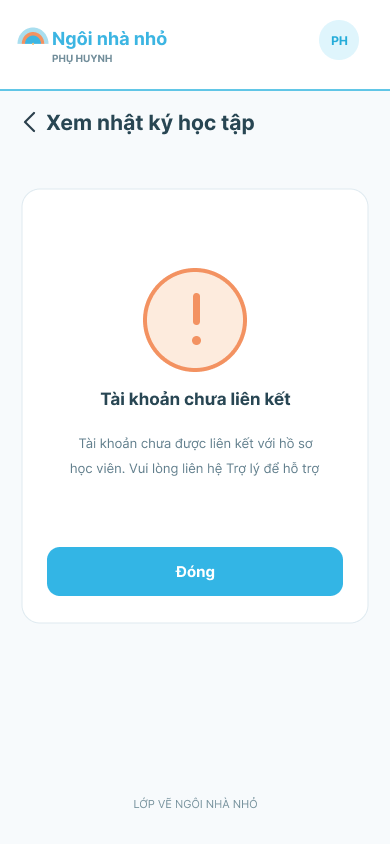 Ngôi nhà nhỏ
PHỤ HUYNH
PH
Xem nhật ký học tập
Tài khoản chưa liên kết
Tài khoản chưa được liên kết với hồ sơ
học viên. Vui lòng liên hệ Trợ lý để hỗ trợ
Đóng
LỚP VẼ NGÔI NHÀ NHỎ